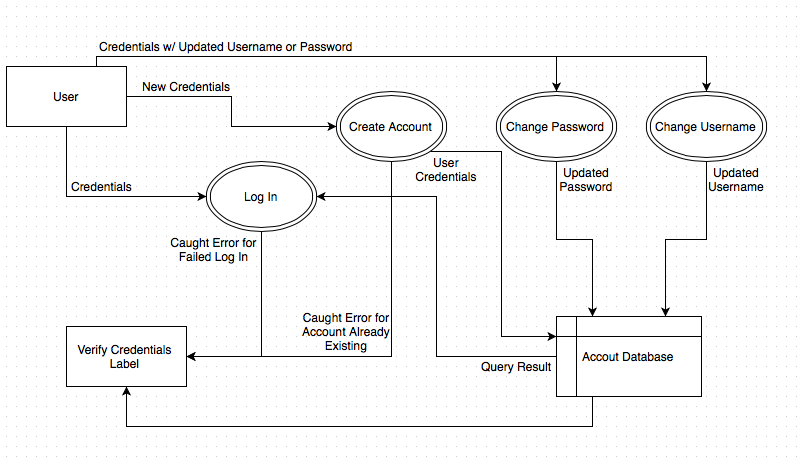 Credentials w/ Updated Username or Password
User
New Credentials
Create Account
Change Password
Change Username
User
Credentials
Updated
Password
Updated
Username
Credentials
Log In
Caught Error for
Failed Log In
Caught Error for
Account Already
Existing
Verify Credentials
Label
Query Result
Accout Database